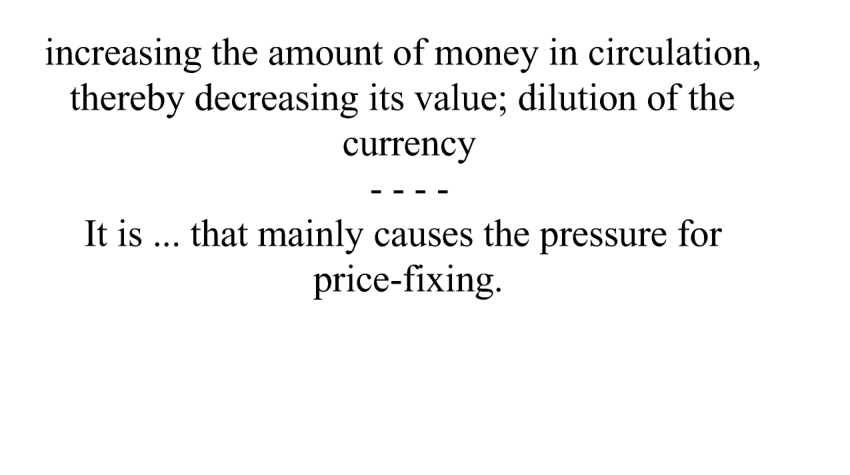 increasing the amount of money in circulation,
thereby decreasing its value; dilution of the
currency
- - - -
It is ... that mainly causes the pressure for
price-fixing.